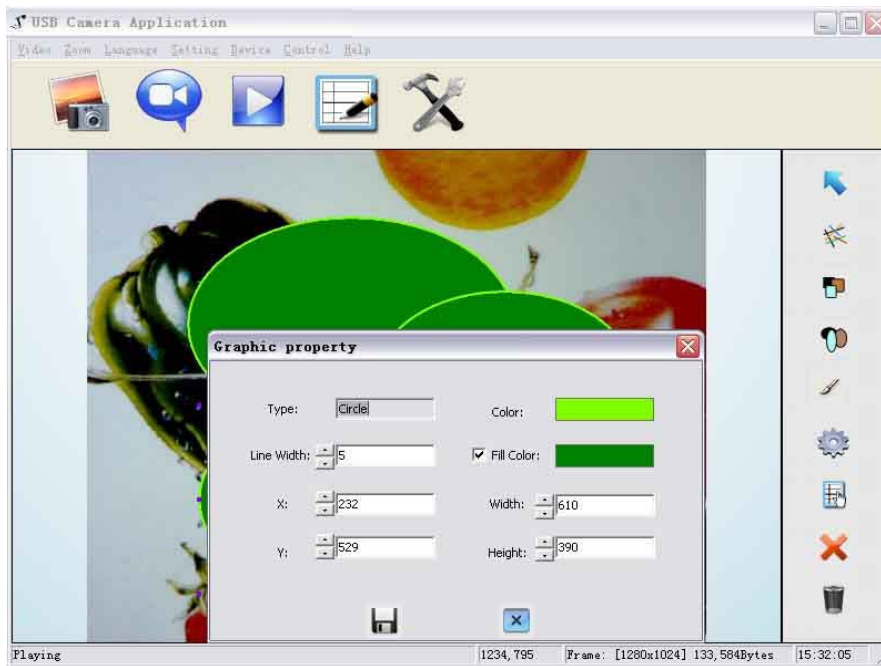 USB Camera Application
Video Zoom Language Setting Device Control Help
Graphic property
Type: Circle Color:
Line Width: 5 Fill Color:
X: 232 Width: 610
Y: 529 Height: 390
Playing 1234,795 Frame: [1280x1024] 133,584Bytes 15:32:05